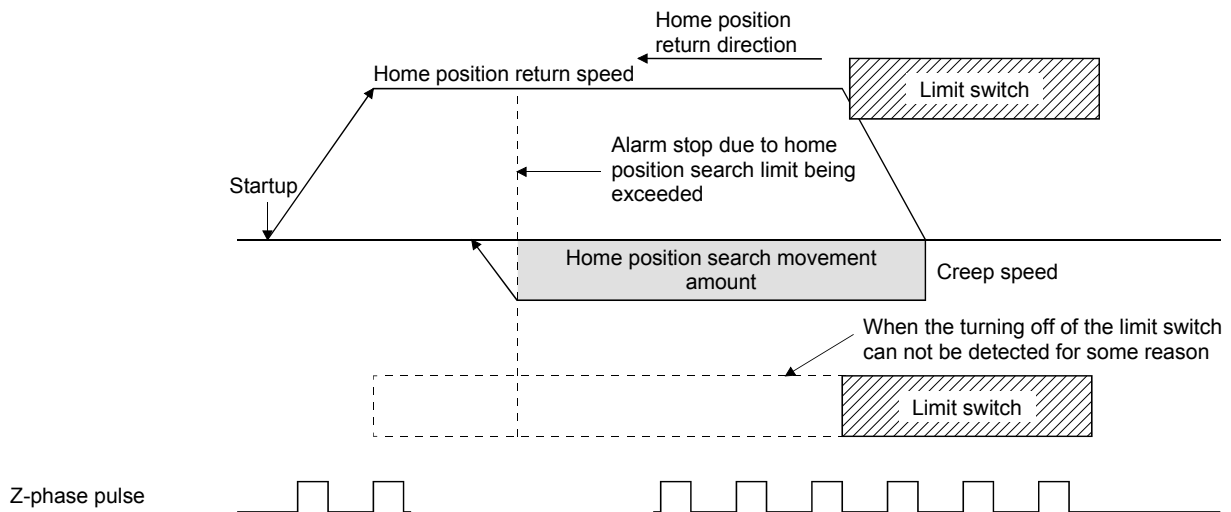 Home position
return direction
Home position return speed
Limit switch
Alarm stop due to home
position search limit being
exceeded
Startup
Home position search movement
amount
Creep speed
When the turning off of the limit switch
can not be detected for some reason
Limit switch
Z-phase pulse